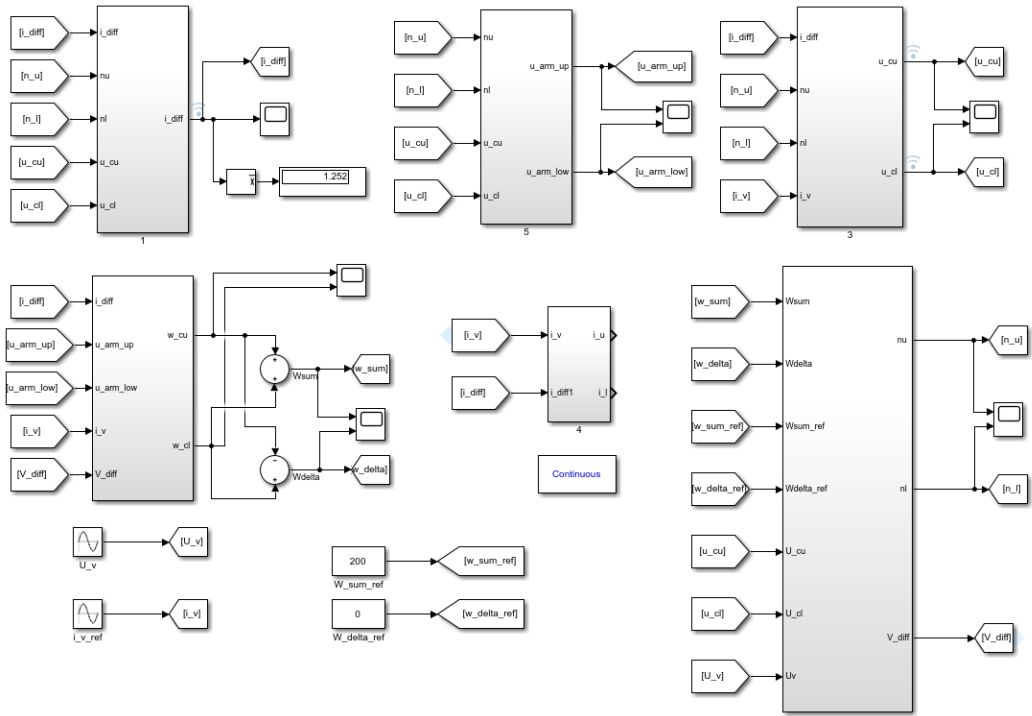 [i_diff]
i_diff
[n_u]
nu
[n_l]
nl
[u_cu]
u_cu
[u_cl]
u_cl
i_diff
[i_diff]
x
1.252
1
[n_u]
nu
[n_l]
nl
[u_cu]
u_cu
[u_cl]
u_cl
u_arm_up
[u_arm_up]
u_arm_low
[u_arm_low]
5
[i_diff]
i_diff
[n_u]
nu
[n_l]
nl
[i_v]
i_v
u_cu
[u_cu]
u_cl
[u_cl]
3
[i_diff]
i_diff
[u_arm_up]
u_arm_up
[u_arm_low]
u_arm_low
[i_v]
i_v
[V_diff]
V_diff
w_cu
w_cl
+
+
Wsum
w_sum]
−
+
Wdelta
w_delta]
[i_v]
i_v
i_u
[i_diff]
i_diff1
i_l
4
Continuous
[w_sum]
Wsum
[w_delta]
Wdelta
[w_sum_ref]
Wsum_ref
[w_delta_ref]
Wdelta_ref
[u_cu]
U_cu
[u_cl]
U_cl
[U_v]
Uv
nu
[n_u]
nl
[n_l]
V_diff
[V_diff]
U_v
[U_v]
i_v_ref
[i_v]
200
[w_sum_ref]
W_sum_ref
0
[w_delta_ref]
W_delta_ref